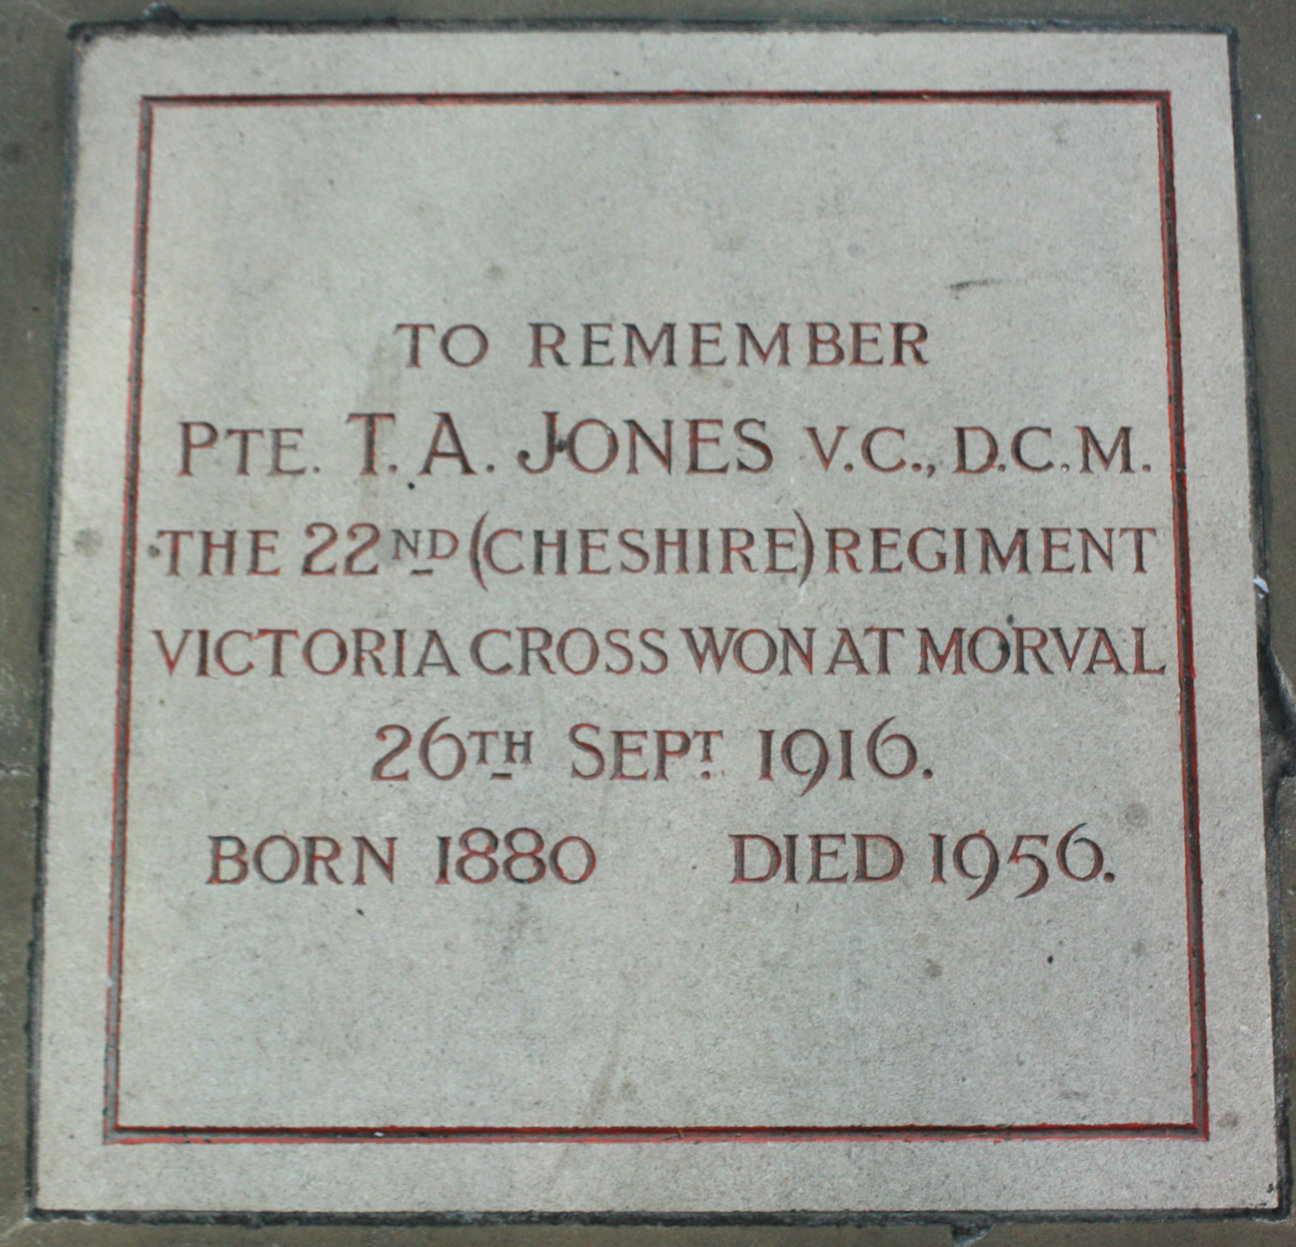 TO REMEMBER
PTE. T. A. JONES V.C., D.C.M.
THE 22ND (CHESHIRE) REGIMENT
VICTORIA CROSS WON AT MORVAL
26TH SEPT. 1916.
BORN 1880 DIED 1956.